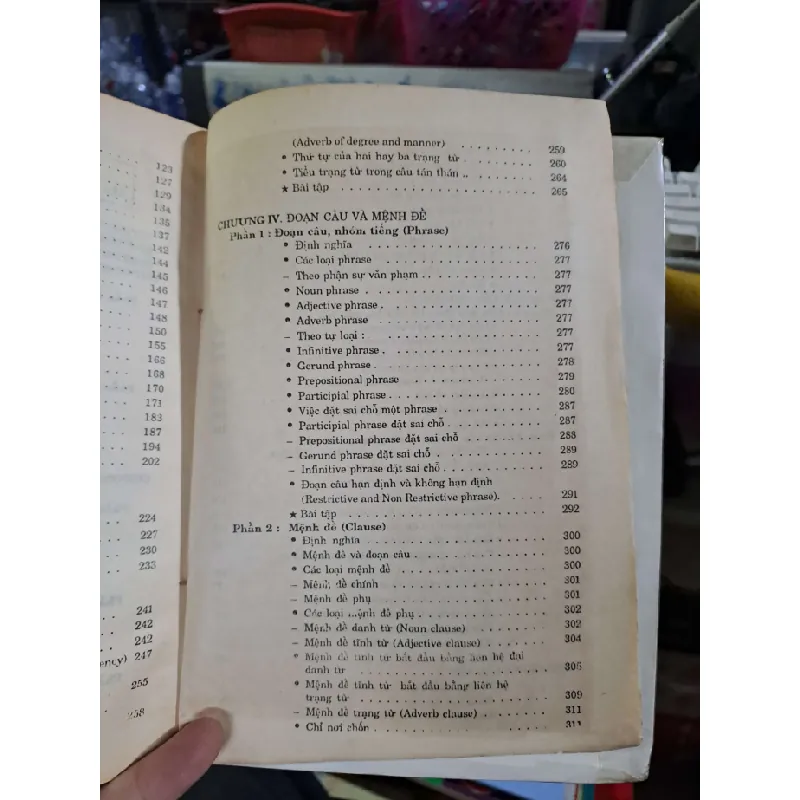 123
127
129
134
135
137
142
144
145
146
147
148
150
155
166
168
170
171
183
187
194
202
224
227
230
233
241
242
242
ency) 247
255
258
(Adverb of degree and manner) . . . . . . . . . 259
• Thứ tự của hai hay ba trạng từ . . . . . . . . . 260
• Tiểu trạng từ trong câu tán thán .. . . . . . . . . 264
★ Bài tập . . . . . . . . . 265
CHƯƠNG IV. ĐOẠN CÂU VÀ MỆNH ĐỀ
Phần 1 : Đoạn câu, nhóm tiếng (Phrase)
• Định nghĩa . . . . . . . . . 276
• Các loại phrase . . . . . . . . . 277
– Theo phận sự văn phạm . . . . . . . . . 277
• Noun phrase . . . . . . . . . 277
• Adjective phrase . . . . . . . . . 277
• Adverb phrase . . . . . . . . . 277
– Theo tự loại : . . . . . . . . . 277
• Infinitive phrase . . . . . . . . . 277
• Gerund phrase . . . . . . . . . 278
• Prepositional phrase . . . . . . . . . 279
• Participial phrase . . . . . . . . . 280
• Việc đặt sai chỗ một phrase . . . . . . . . . 287
• Participial phrase đặt sai chỗ . . . . . . . . . 287
– Prepositional phrase đặt sai chỗ . . . . . . . . . 288
– Gerund phrase đặt sai chỗ . . . . . . . . . 289
– Infinitive phrase đặt sai chỗ . . . . . . . . . 289
• Đoạn câu hạn định và không hạn định
(Restrictive and Non Restrictive phrase). . . . . . 291
★ Bài tập . . . . . . . . . 292
Phần 2 : Mệnh đề (Clause)
• Định nghĩa . . . . . . . . . 300
• Mệnh đề và đoạn câu . . . . . . . . . 300
• Các loại mệnh đề . . . . . . . . . 300
– Mệnh đề chính . . . . . . . . . 301
– Mệnh đề phụ . . . . . . . . . 301
• Các loại mệnh đề phụ . . . . . . . . . 302
– Mệnh đề danh từ (Noun clause) . . . . . . . . . 302
– Mệnh đề tĩnh từ (Adjective clause) . . . . . . . . . 304
• Mệnh đề tĩnh từ bắt đầu bằng liên hệ đại
danh từ . . . . . . . . . 305
• Mệnh đề tĩnh từ bắt đầu bằng liên hệ
trạng từ . . . . . . . . . 309
– Mệnh đề trạng từ (Adverb clause) . . . . . . . . . 311
• Chỉ nơi chốn . . . . . . . . . 311